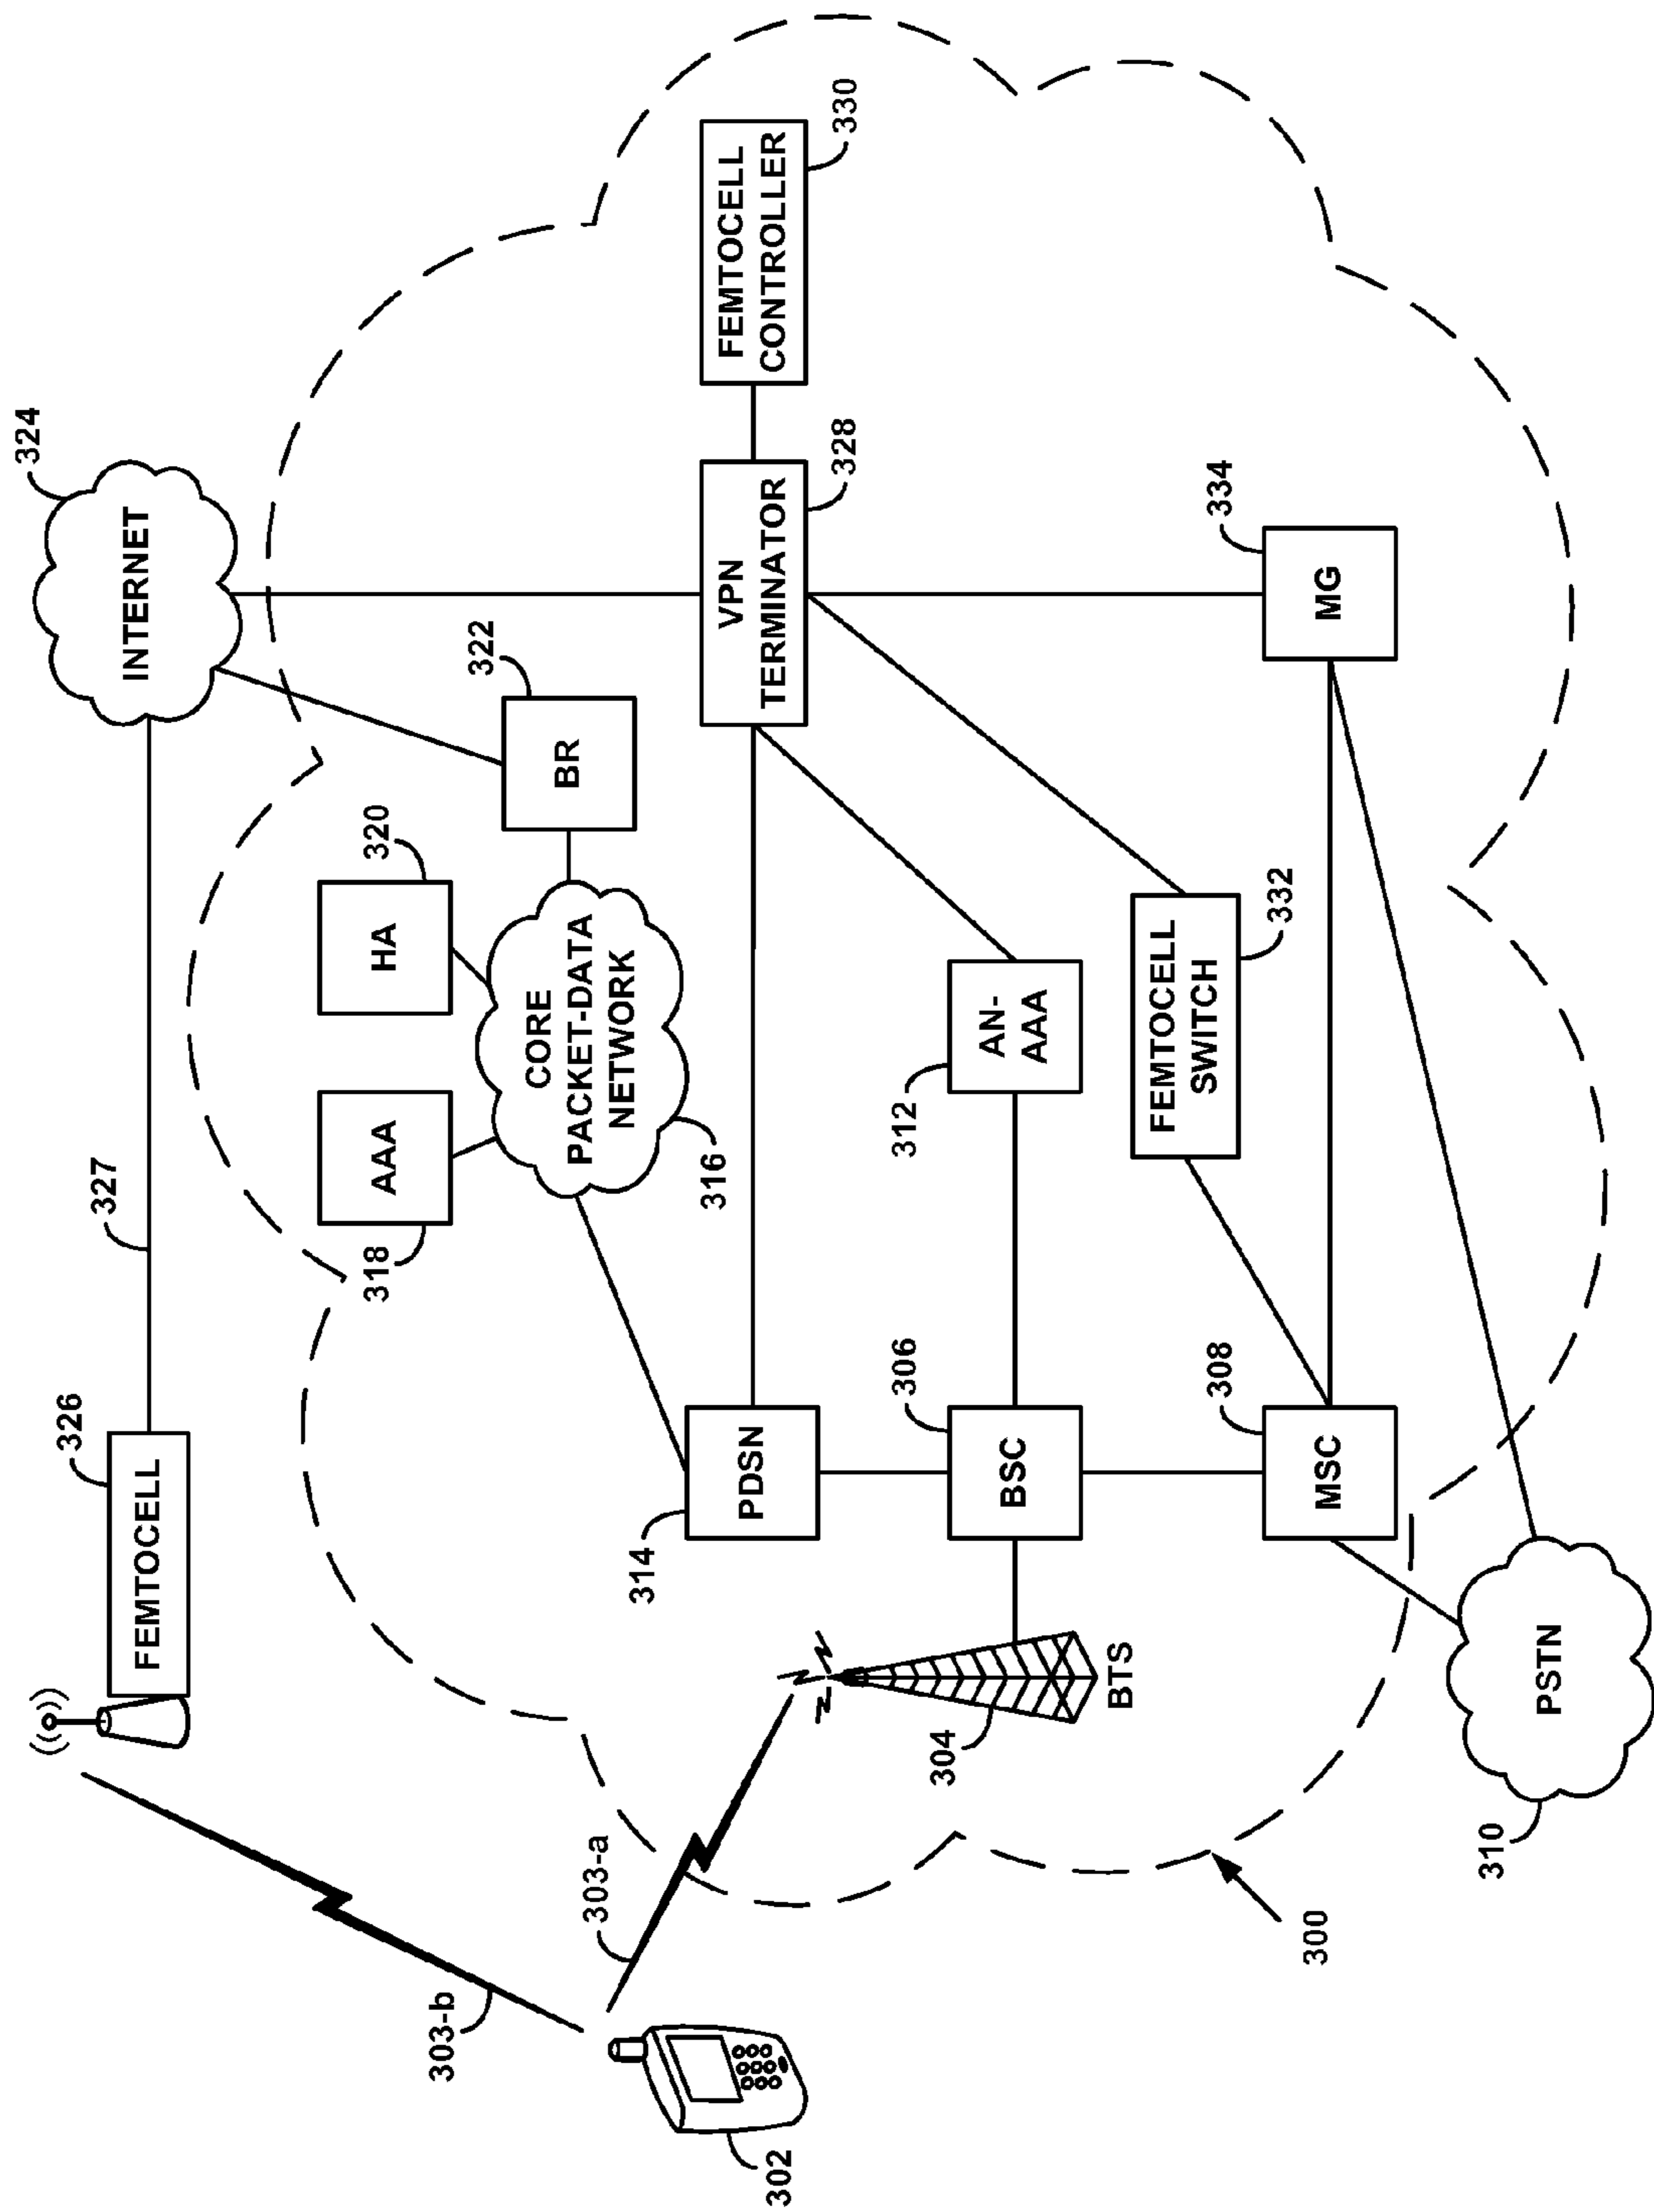 326
FEMTOCELL
327
324
INTERNET
303-b
302
303-a
318
AAA
320
HA
322
BR
CORE
PACKET-DATA
NETWORK
316
314
PDSN
VPN
TERMINATOR
328
FEMTOCELL
CONTROLLER
330
304
BTS
306
BSC
312
AN-
AAA
308
MSC
FEMTOCELL
SWITCH
332
334
MG
300
310
PSTN